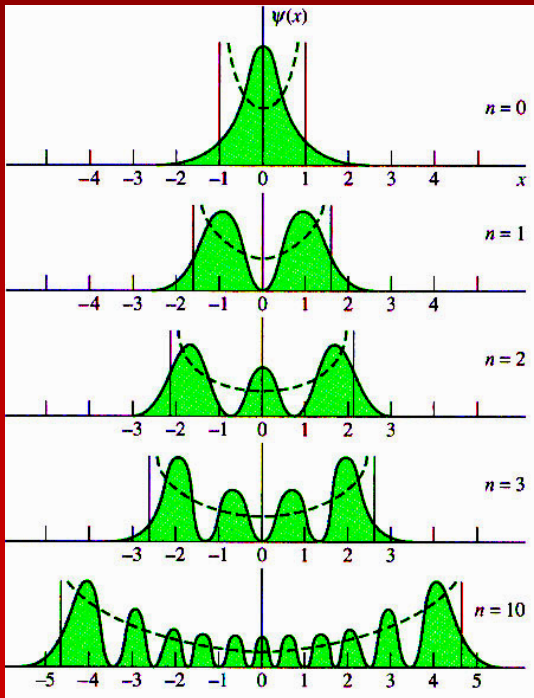 ψ(x)
n = 0
−4 −3 −2 −1 0 1 2 3 4 x
n = 1
−4 −3 −2 −1 0 1 2 3 4
n = 2
−3 −2 −1 0 1 2 3
n = 3
−3 −2 −1 0 1 2 3
n = 10
−5 −4 −3 −2 −1 0 1 2 3 4 5